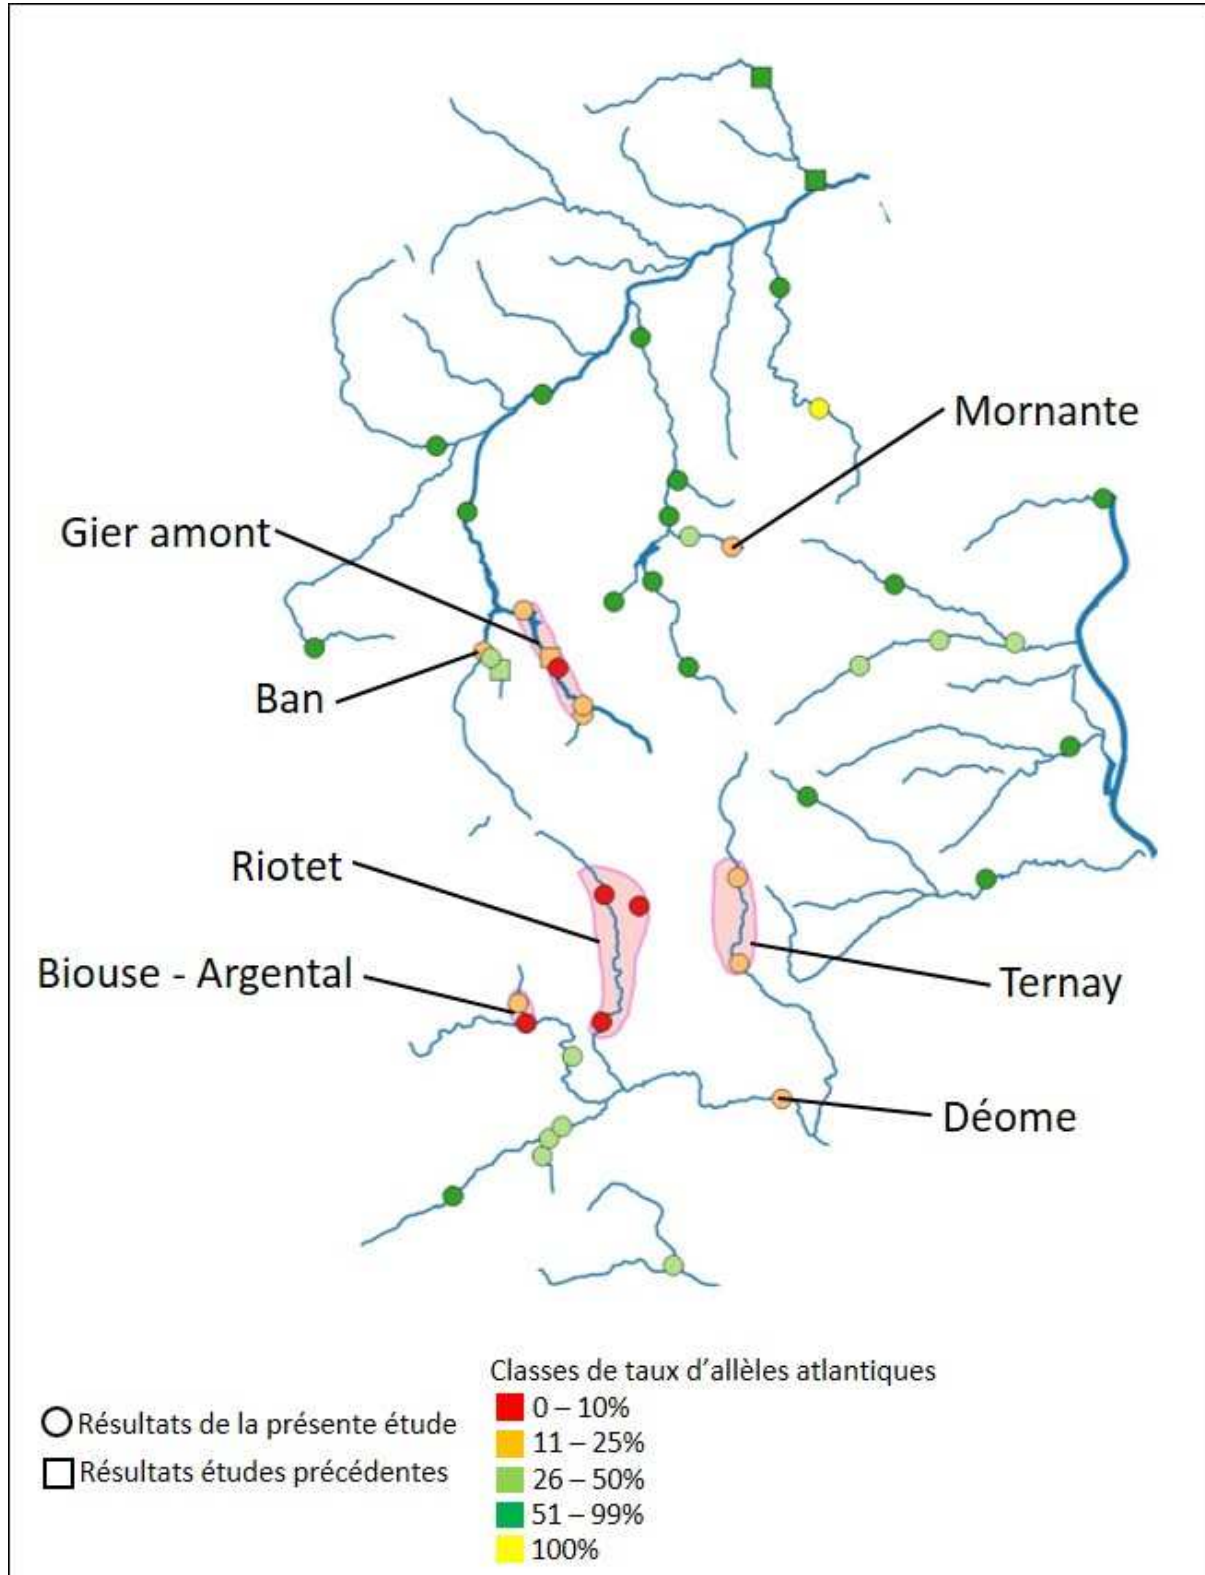 Mornante
Gier amont
Ban
Riotet
Biouse - Argental
Ternay
Déome
Classes de taux d'allèles atlantiques
0 – 10%
11 – 25%
26 – 50%
51 – 99%
100%
Résultats de la présente étude
Résultats études précédentes